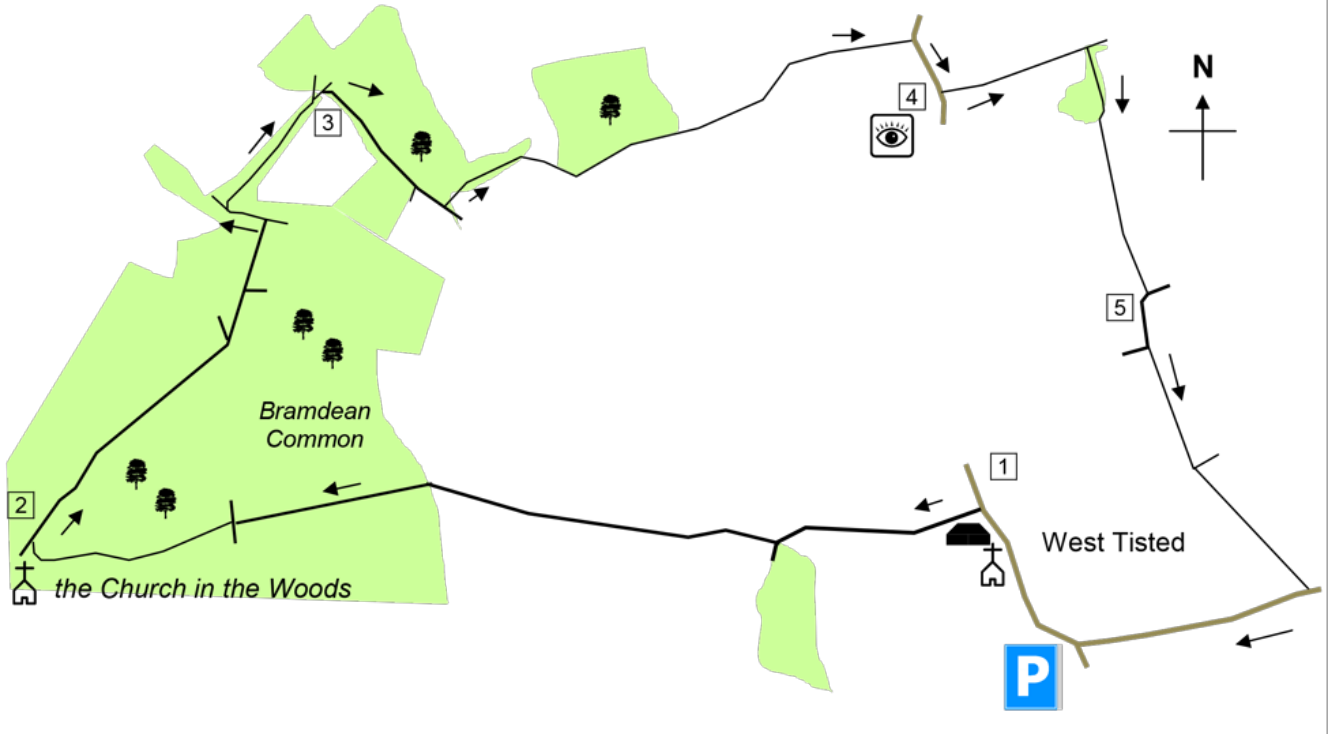 N
3
4
5
Bramdean
Common
1
2
West Tisted
the Church in the Woods
P